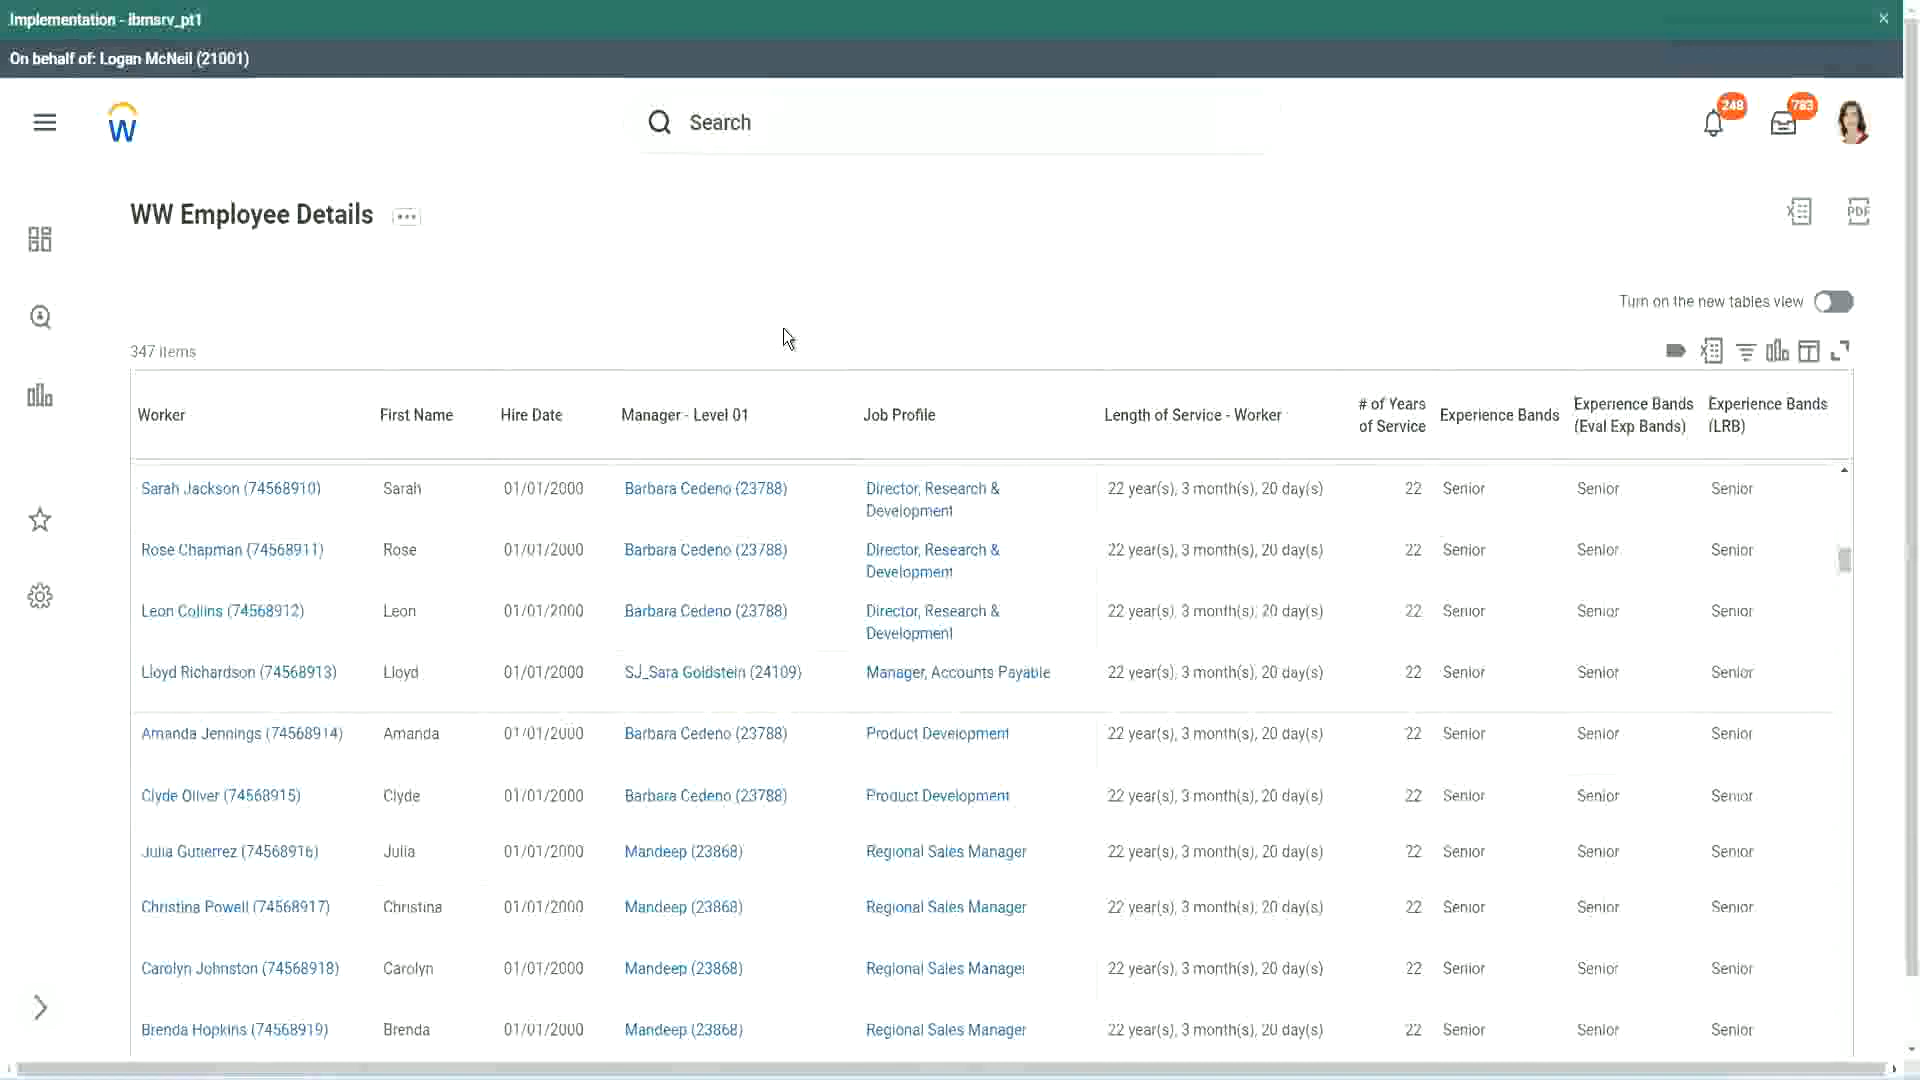 Implementation - ibmsrv_pt1
On behalf of: Logan McNeil (21001)
W
Search
248
783
WW Employee Details
X
PDF
Turn on the new tables view
347 items
X
Worker First Name Hire Date Manager - Level 01 Job Profile Length of Service - Worker # of Years of Service Experience Bands Experience Bands (Eval Exp Bands) Experience Bands (LRB)
Sarah Jackson (74568910) Sarah 01/01/2000 Barbara Cedeno (23788) Director, Research & Development 22 year(s), 3 month(s), 20 day(s) 22 Senior Senior Senior
Rose Chapman (74568911) Rose 01/01/2000 Barbara Cedeno (23788) Director, Research & Development 22 year(s), 3 month(s), 20 day(s) 22 Senior Senior Senior
Leon Collins (74568912) Leon 01/01/2000 Barbara Cedeno (23788) Director, Research & Development 22 year(s), 3 month(s), 20 day(s) 22 Senior Senior Senior
Lloyd Richardson (74568913) Lloyd 01/01/2000 SJ_Sara Goldstein (24109) Manager, Accounts Payable 22 year(s), 3 month(s), 20 day(s) 22 Senior Senior Senior
Amanda Jennings (74568914) Amanda 01/01/2000 Barbara Cedeno (23788) Product Development 22 year(s), 3 month(s), 20 day(s) 22 Senior Senior Senior
Clyde Oliver (74568915) Clyde 01/01/2000 Barbara Cedeno (23788) Product Development 22 year(s), 3 month(s), 20 day(s) 22 Senior Senior Senior
Julia Gutierrez (74568916) Julia 01/01/2000 Mandeep (23868) Regional Sales Manager 22 year(s), 3 month(s), 20 day(s) 22 Senior Senior Senior
Christina Powell (74568917) Christina 01/01/2000 Mandeep (23868) Regional Sales Manager 22 year(s), 3 month(s), 20 day(s) 22 Senior Senior Senior
Carolyn Johnston (74568918) Carolyn 01/01/2000 Mandeep (23868) Regional Sales Manager 22 year(s), 3 month(s), 20 day(s) 22 Senior Senior Senior
Brenda Hopkins (74568919) Brenda 01/01/2000 Mandeep (23868) Regional Sales Manager 22 year(s), 3 month(s), 20 day(s) 22 Senior Senior Senior